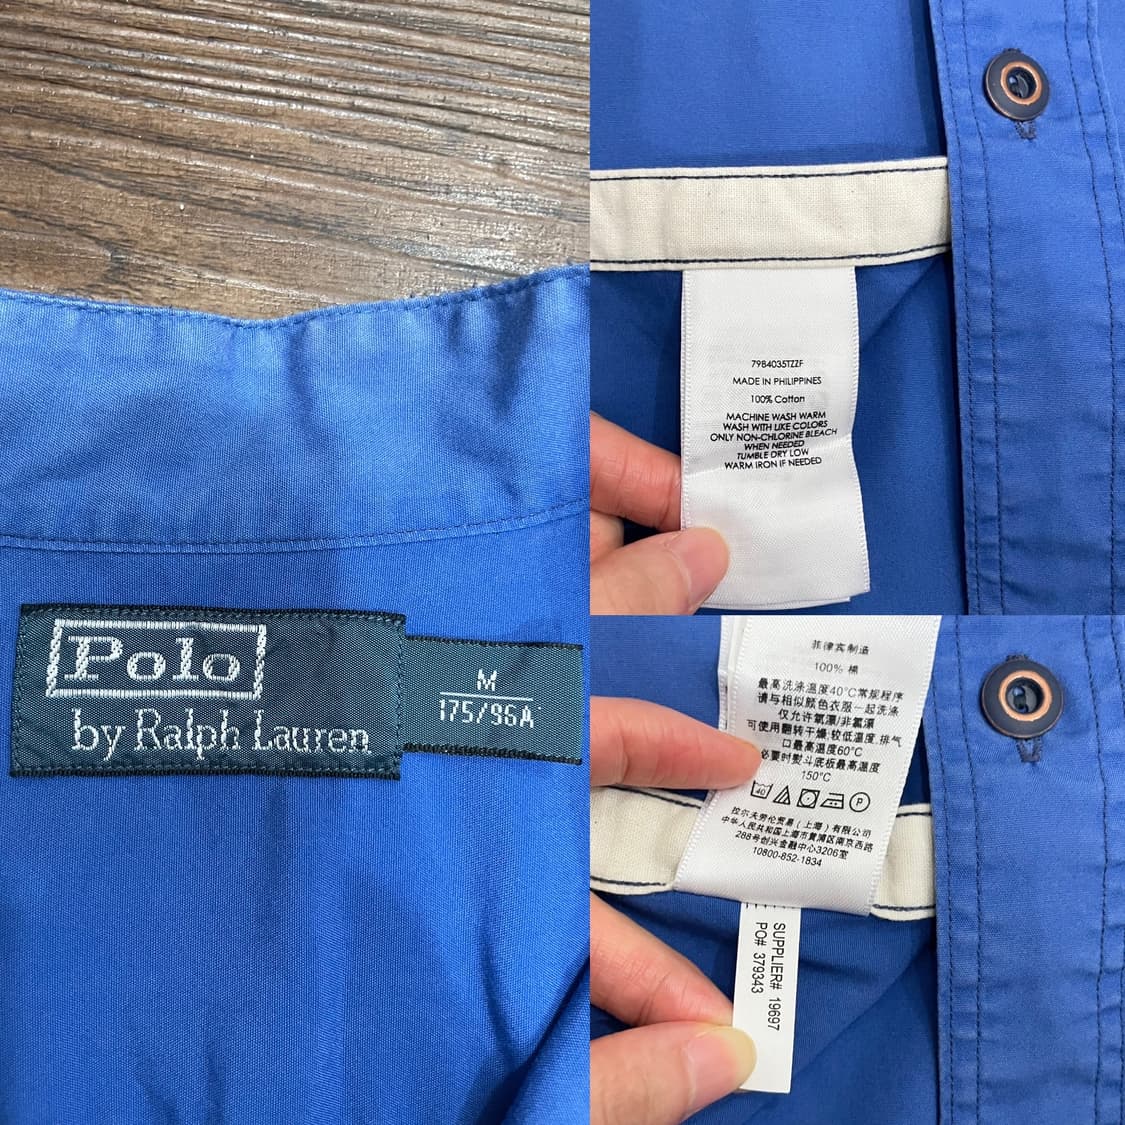 Polo
by Ralph Lauren
M
175/96A
7984035TZZF
MADE IN PHILIPPINES
100% Cotton
MACHINE WASH WARM
WASH WITH LIKE COLORS
ONLY NON-CHLORINE BLEACH
WHEN NEEDED
TUMBLE DRY LOW
WARM IRON IF NEEDED
菲律宾制造
100% 棉
最高洗涤温度40°C常规程序
请与相似颜色衣服一起洗涤
仅允许氧漂/非氯漂
可使用翻转干燥;较低温度,排气
口最高温度60°C
必要时熨斗底板最高温度
150°C
40
P
拉尔夫劳伦贸易(上海)有限公司
中华人民共和国上海市黄浦区南京西路
288号创兴金融中心3206室
10800-852-1834
SUPPLIER# 19697
PO# 379343